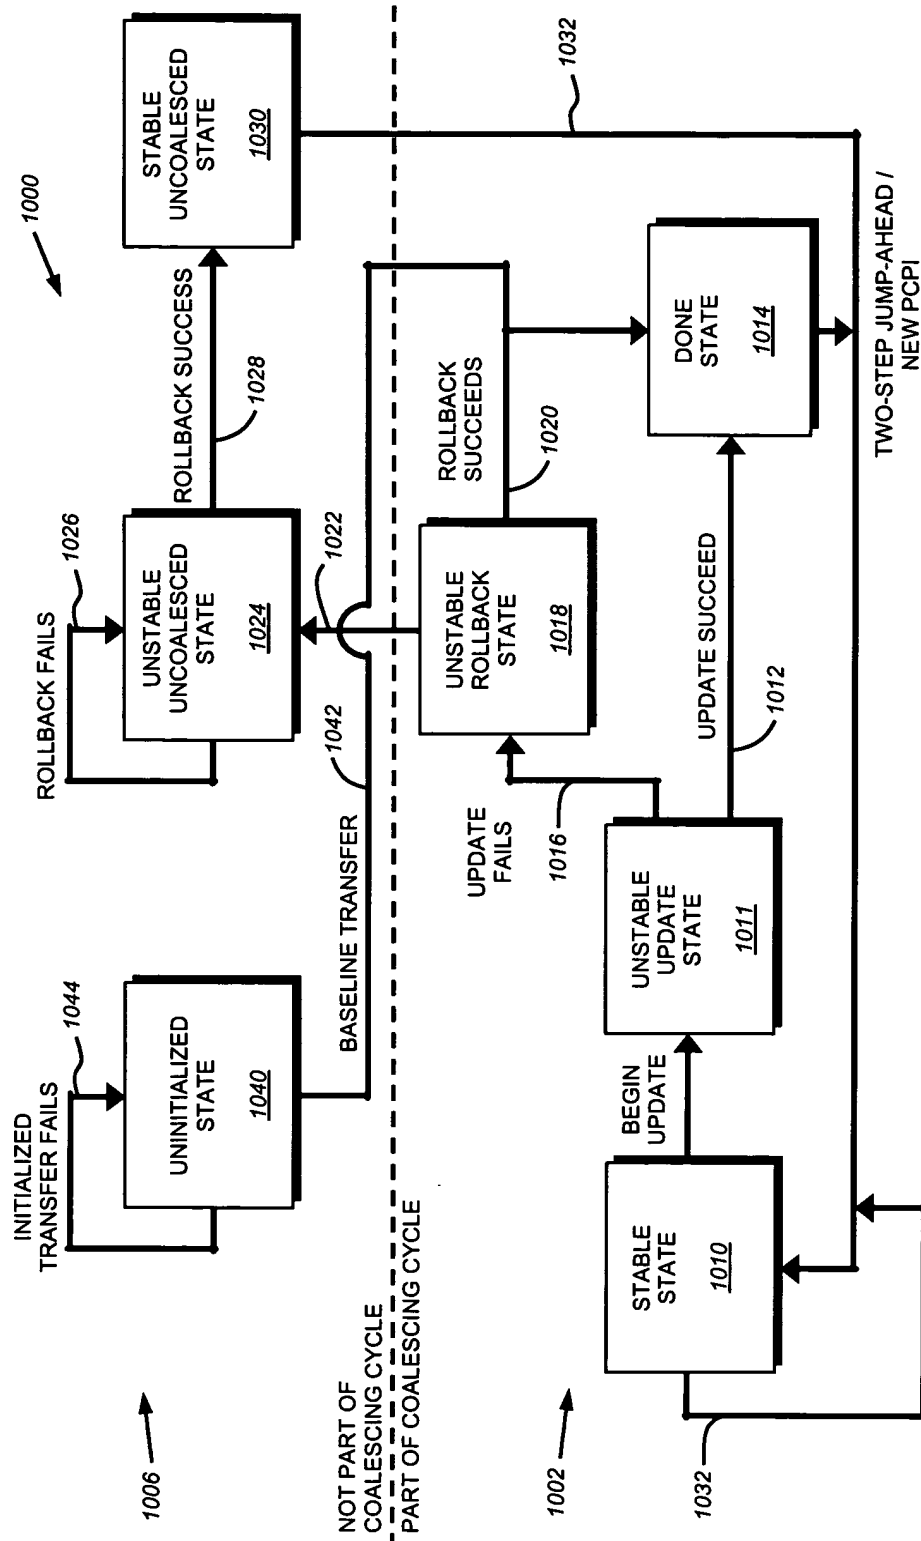 1000
INITIALIZED
TRANSFER FAILS
1044
ROLLBACK FAILS
1026
UNINITIALIZED
STATE
1040
UNSTABLE
UNCOALESCED
STATE
1024
ROLLBACK SUCCESS
1028
STABLE
UNCOALESCED
STATE
1030
1006
BASELINE TRANSFER
1042
1022
NOT PART OF
COALESCING CYCLE
PART OF COALESCING CYCLE
UPDATE
FAILS
1016
UNSTABLE
ROLLBACK
STATE
1018
ROLLBACK
SUCCEEDS
1020
1032
1002
STABLE
STATE
1010
BEGIN
UPDATE
UNSTABLE
UPDATE
STATE
1011
UPDATE SUCCEED
1012
DONE
STATE
1014
1032
TWO-STEP JUMP-AHEAD /
NEW PCPI